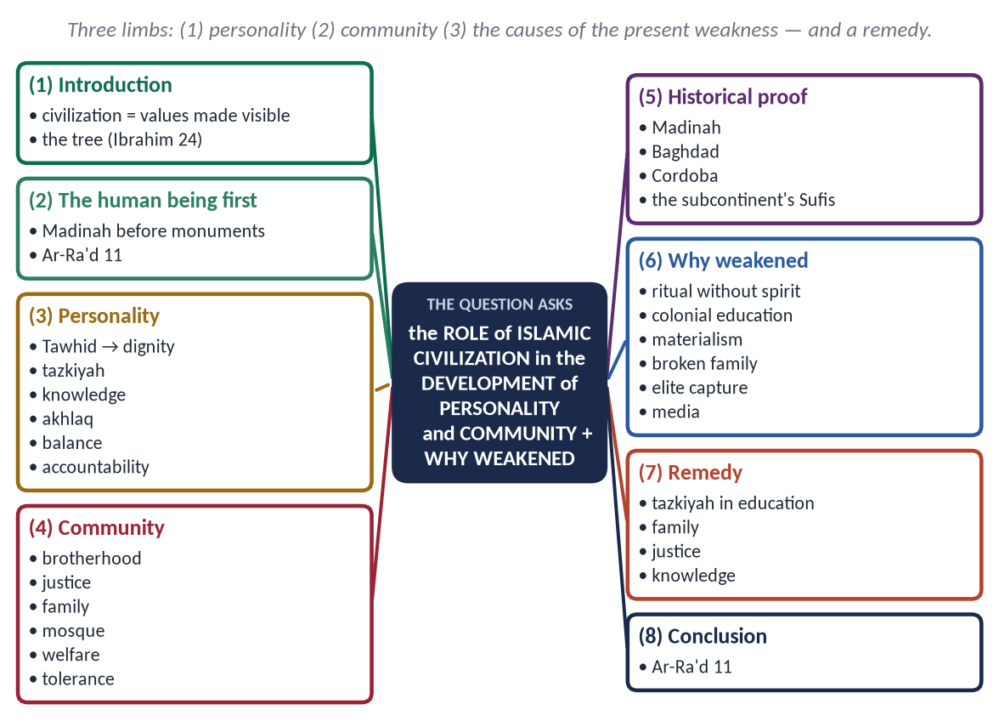 Three limbs: (1) personality (2) community (3) the causes of the present weakness — and a remedy.
(1) Introduction
• civilization = values made visible
• the tree (Ibrahim 24)
(2) The human being first
• Madinah before monuments
• Ar-Ra'd 11
(3) Personality
• Tawhid → dignity
• tazkiyah
• knowledge
• akhlaq
• balance
• accountability
(4) Community
• brotherhood
• justice
• family
• mosque
• welfare
• tolerance
THE QUESTION ASKS
the ROLE of ISLAMIC
CIVILIZATION in the
DEVELOPMENT of
PERSONALITY
and COMMUNITY +
WHY WEAKENED
(5) Historical proof
• Madinah
• Baghdad
• Cordoba
• the subcontinent's Sufis
(6) Why weakened
• ritual without spirit
• colonial education
• materialism
• broken family
• elite capture
• media
(7) Remedy
• tazkiyah in education
• family
• justice
• knowledge
(8) Conclusion
• Ar-Ra'd 11